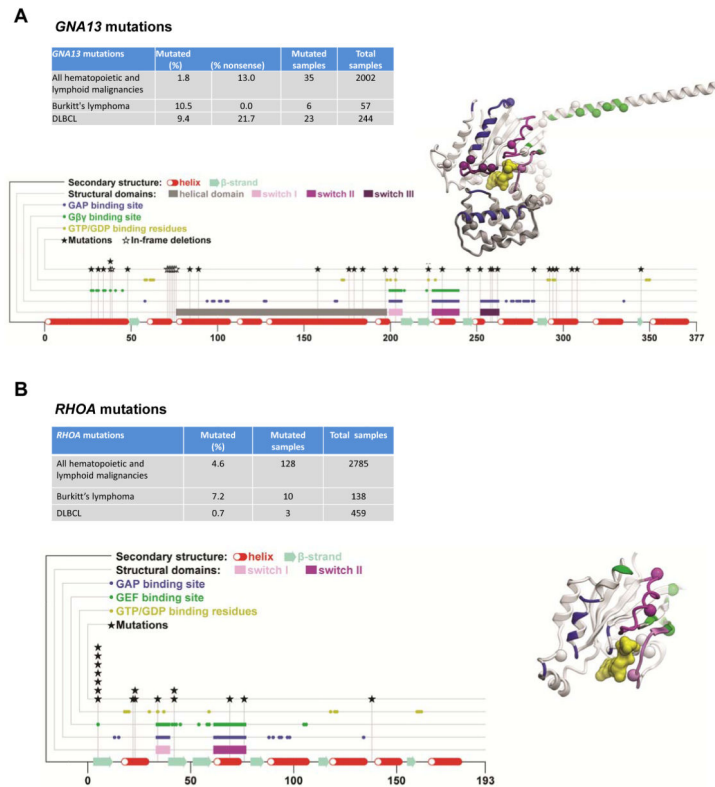 A
GNA13 mutations
GNA13 mutations Mutated (%) (% nonsense) Mutated samples Total samples
All hematopoietic and lymphoid malignancies 1.8 13.0 35 2002
Burkitt's lymphoma 10.5 0.0 6 57
DLBCL 9.4 21.7 23 244
Secondary structure: helix β-strand
Structural domains: helical domain switch I switch II switch III
GAP binding site
Gβγ binding site
GTP/GDP binding residues
★Mutations ☆In-frame deletions
0 50 100 150 200 250 300 350 377
B
RHOA mutations
RHOA mutations Mutated (%) Mutated samples Total samples
All hematopoietic and lymphoid malignancies 4.6 128 2785
Burkitt's lymphoma 7.2 10 138
DLBCL 0.7 3 459
Secondary structure: helix β-strand
Structural domains: switch I switch II
GAP binding site
GEF binding site
GTP/GDP binding residues
★Mutations
0 50 100 150 193